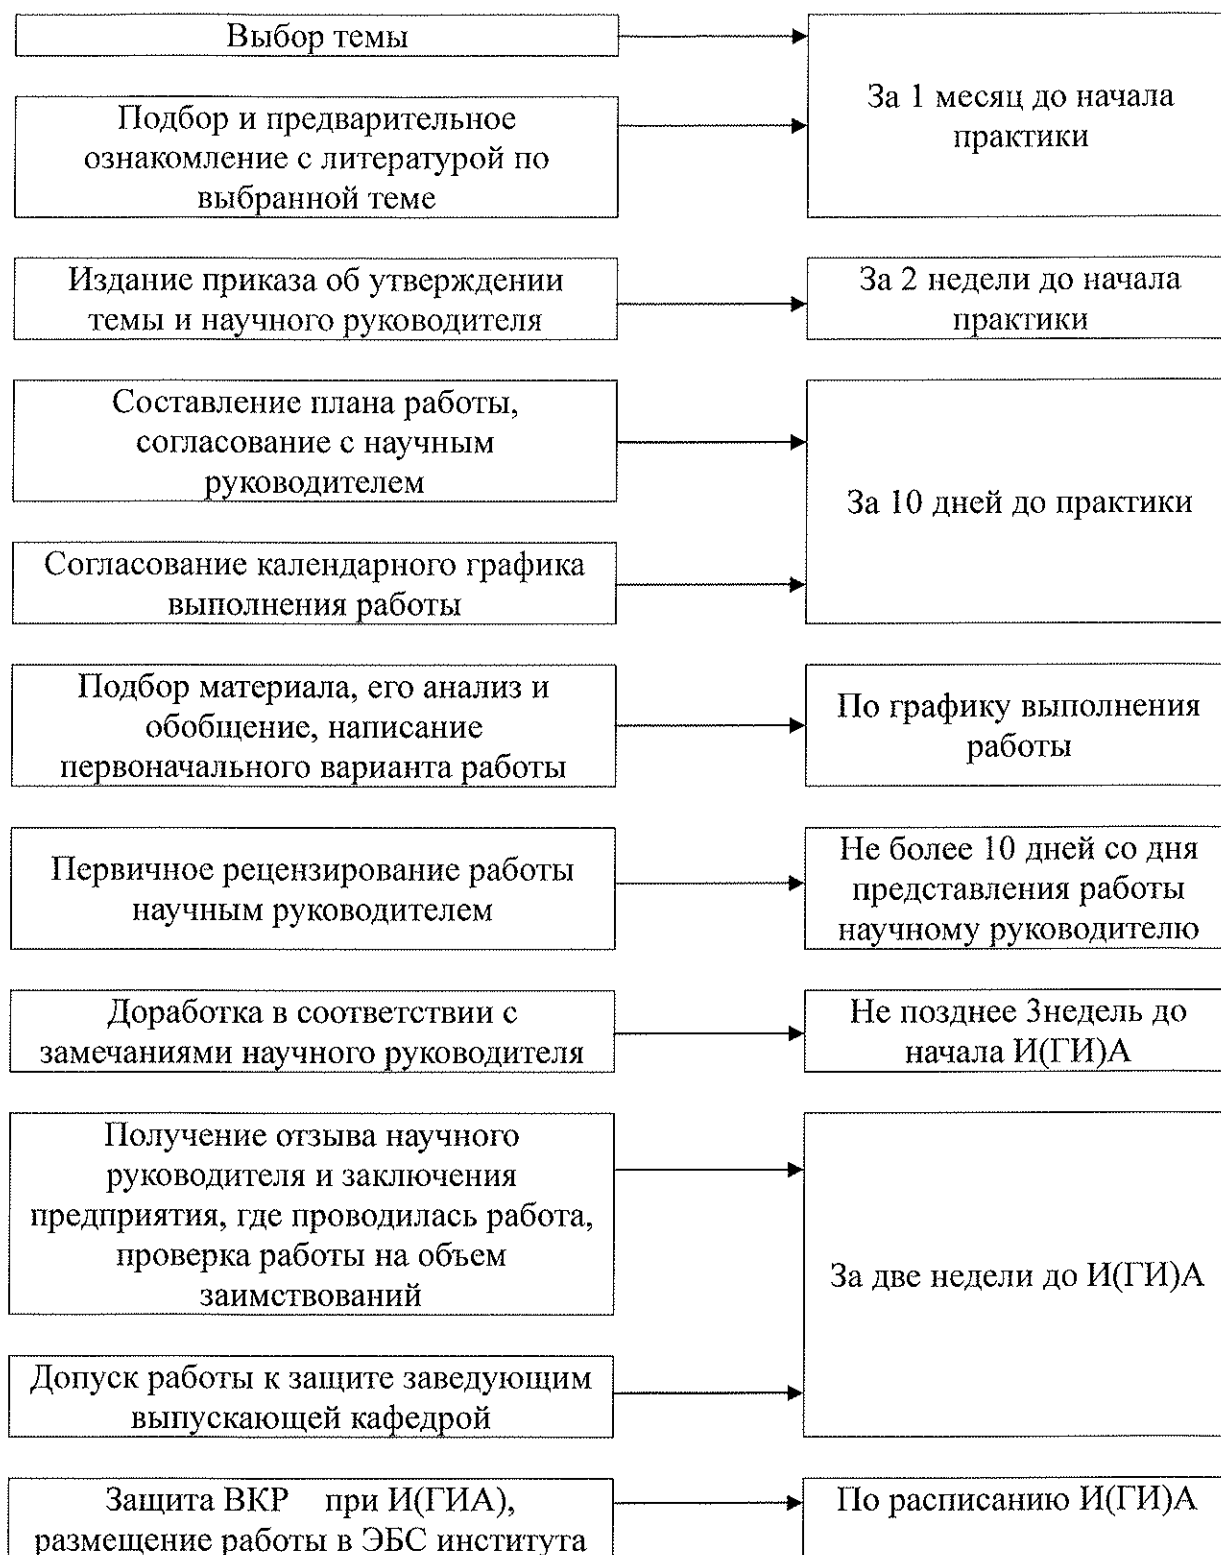 Выбор темы
За 1 месяц до начала
практики
Подбор и предварительное
ознакомление с литературой по
выбранной теме
Издание приказа об утверждении
темы и научного руководителя
За 2 недели до начала
практики
Составление плана работы,
согласование с научным
руководителем
За 10 дней до практики
Согласование календарного графика
выполнения работы
Подбор материала, его анализ и
обобщение, написание
первоначального варианта работы
По графику выполнения
работы
Первичное рецензирование работы
научным руководителем
Не более 10 дней со дня
представления работы
научному руководителю
Доработка в соответствии с
замечаниями научного руководителя
Не позднее 3недель до
начала И(ГИ)А
Получение отзыва научного
руководителя и заключения
предприятия, где проводилась работа,
проверка работы на объем
заимствований
За две недели до И(ГИ)А
Допуск работы к защите заведующим
выпускающей кафедрой
Защита ВКР при И(ГИА),
размещение работы в ЭБС института
По расписанию И(ГИ)А